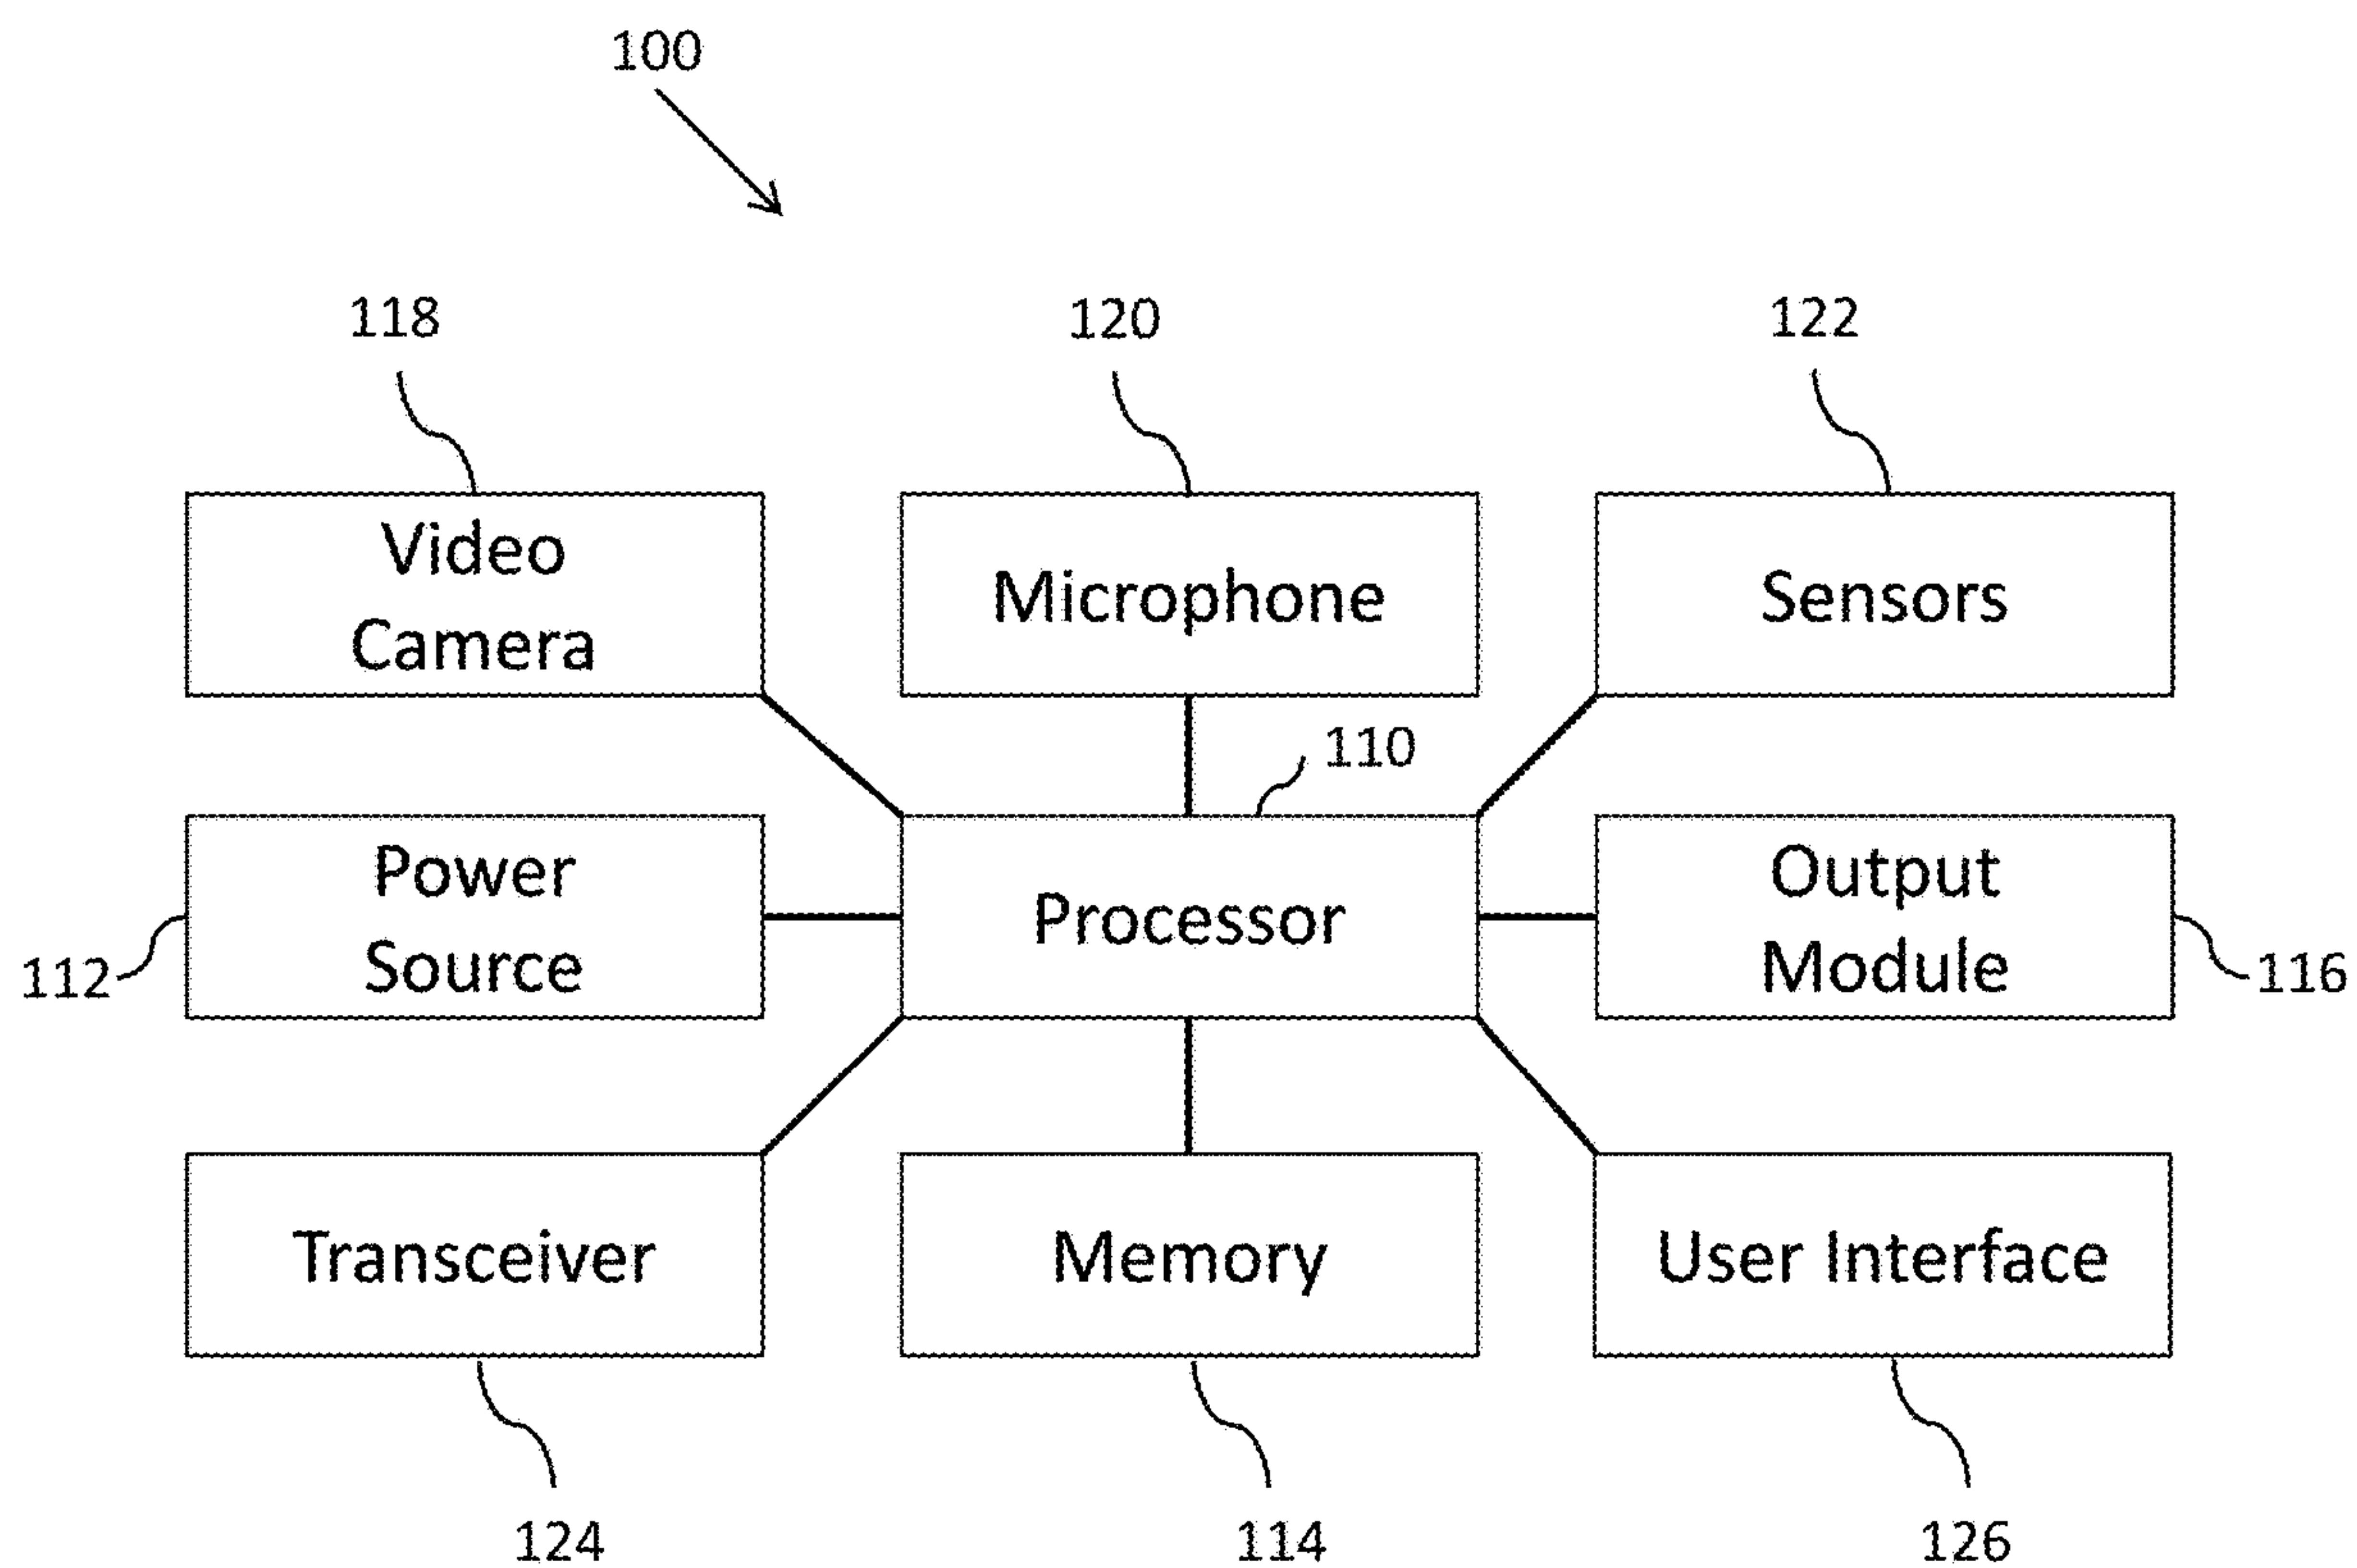 100
118
120
122
Video
Camera
Microphone
Sensors
110
Power
Source
Processor
Output
Module
112
116
Transceiver
Memory
User Interface
124
114
126